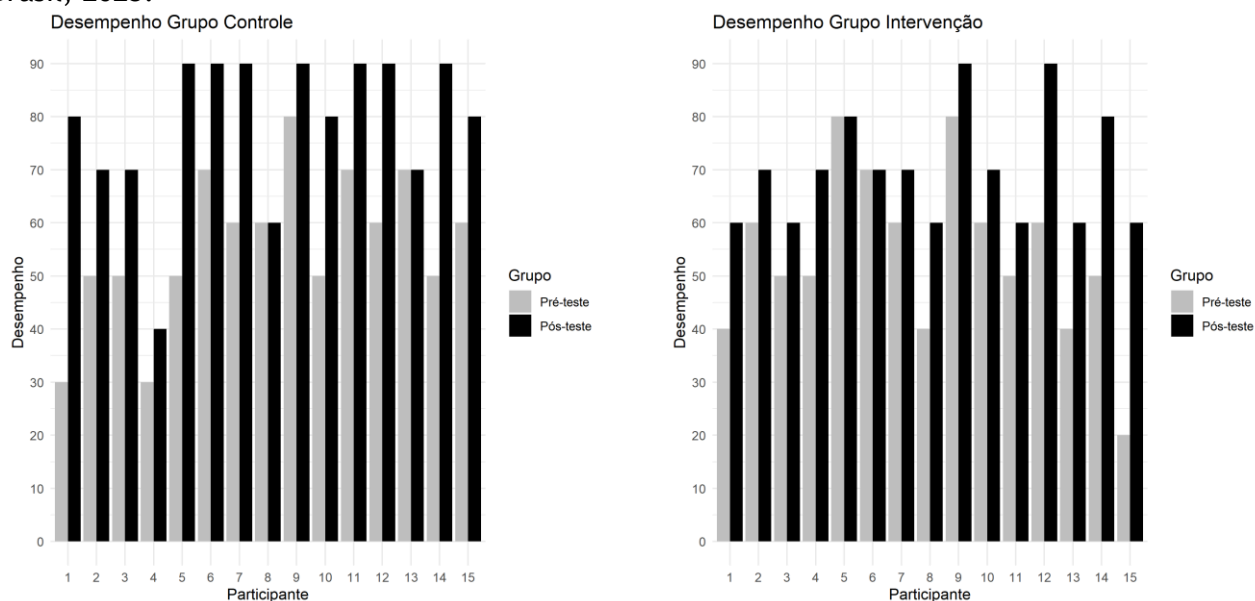 Desempenho Grupo Controle
90
80
70
60
50
40
30
20
10
0
Desempenho
1 2 3 4 5 6 7 8 9 10 11 12 13 14 15
Participante
Grupo
Pré-teste
Pós-teste
Desempenho Grupo Intervenção
90
80
70
60
50
40
30
20
10
0
Desempenho
1 2 3 4 5 6 7 8 9 10 11 12 13 14 15
Participante
Grupo
Pré-teste
Pós-teste